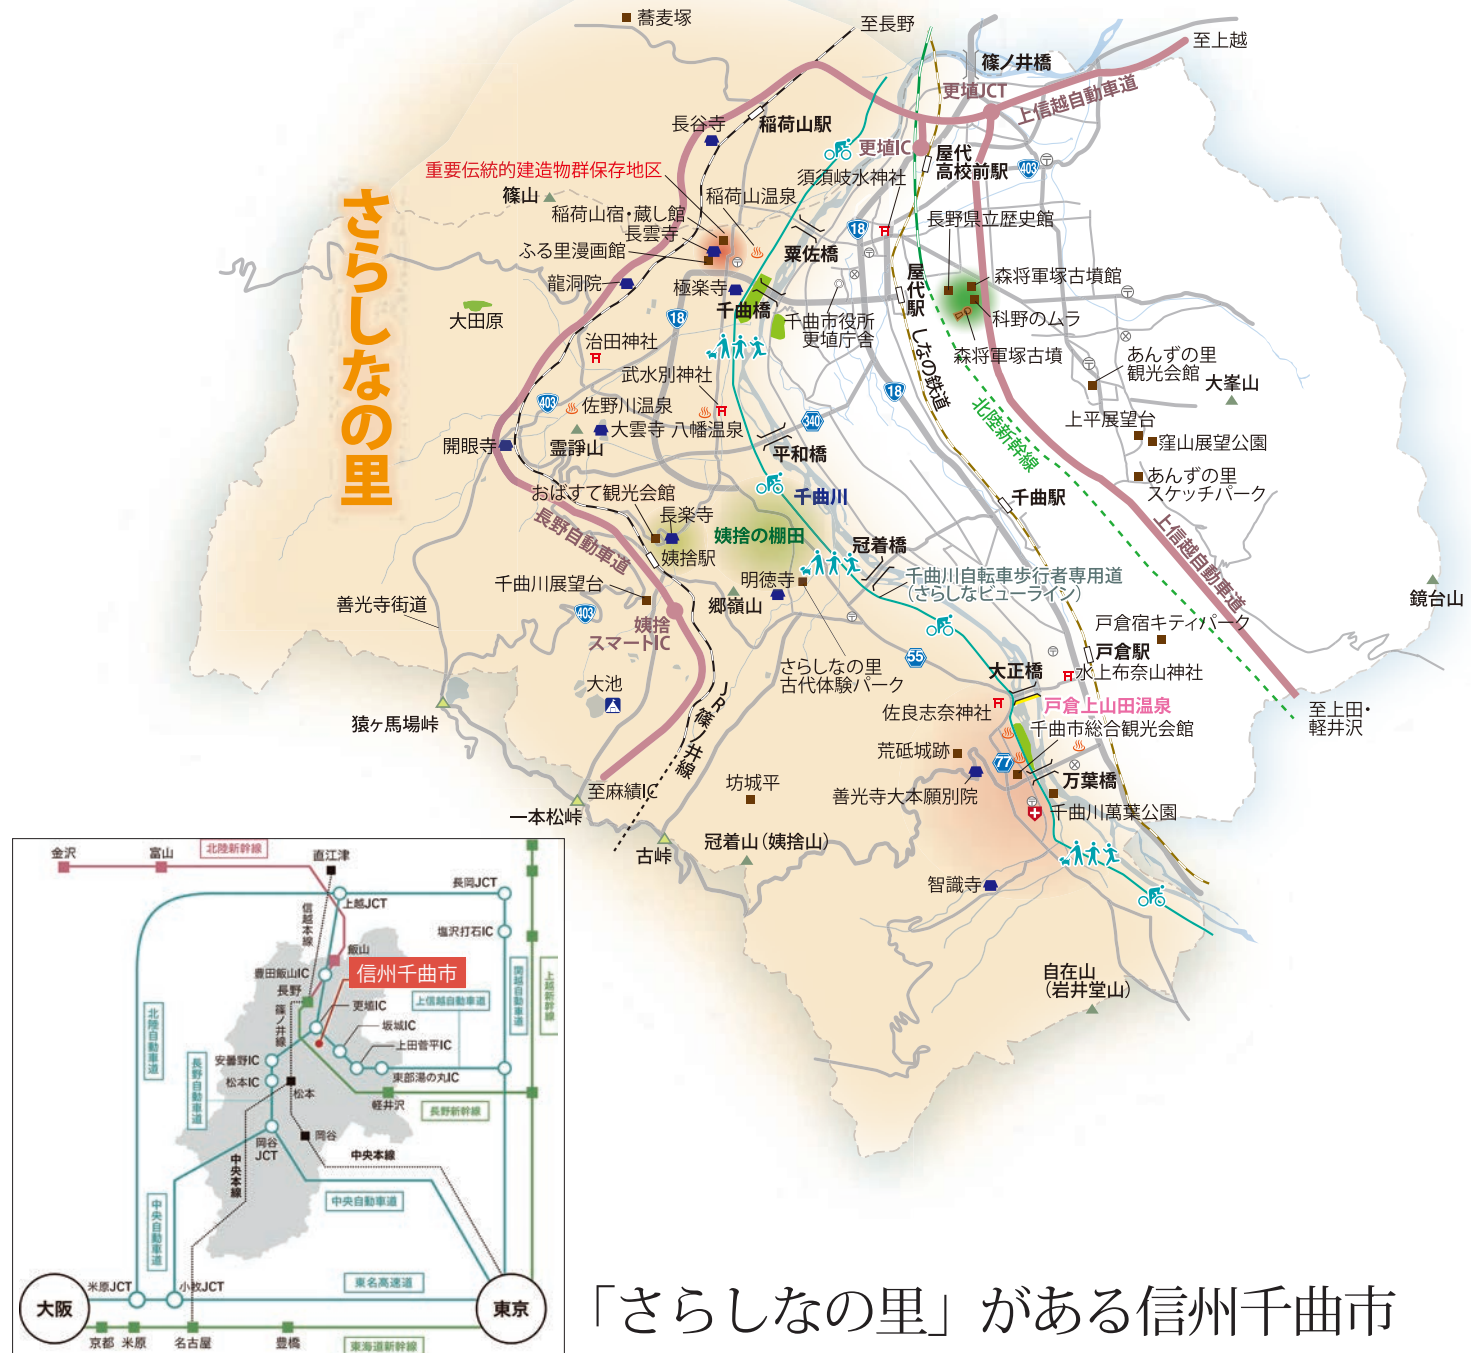 蕎麦塚
至長野
至上越
篠ノ井橋
更埴JCT
上信越自動車道
長谷寺
稲荷山駅
更埴IC
屋代
高校前駅
403
重要伝統的建造物群保存地区
須須岐水神社
篠山
稲荷山温泉
稲荷山宿・蔵し館
長雲寺
ふる里漫画館
18
長野県立歴史館
粟佐橋
さらしなの里
龍洞院
極楽寺
屋代駅
森将軍塚古墳館
大田原
18
千曲橋
千曲市役所
更埴庁舎
科野のムラ
しなの鉄道
森将軍塚古墳
治田神社
あんずの里
観光会館
武水別神社
大峯山
403
佐野川温泉
18
北陸新幹線
上平展望台
大雲寺
八幡温泉
340
開眼寺
霊諍山
平和橋
窪山展望公園
あんずの里
スケッチパーク
おばすて観光会館
千曲川
千曲駅
長楽寺
長野自動車道
姨捨の棚田
上信越自動車道
姨捨駅
冠着橋
千曲川展望台
明徳寺
千曲川自転車歩行者専用道
(さらしなビューライン)
善光寺街道
403
郷嶺山
鏡台山
姨捨
スマートIC
戸倉宿キティパーク
55
戸倉駅
さらしなの里
古代体験パーク
大正橋
水上布奈山神社
大池
JR篠ノ井線
佐良志奈神社
戸倉上山田温泉
至上田・
軽井沢
猿ヶ馬場峠
千曲市総合観光会館
荒砥城跡
77
万葉橋
至麻績IC
坊城平
善光寺大本願別院
一本松峠
千曲川萬葉公園
古峠
冠着山(姨捨山)
智識寺
自在山
(岩井堂山)
金沢
富山
北陸新幹線
直江津
長岡JCT
上越JCT
信越本線
塩沢打石IC
飯山
豊田飯山IC
信州千曲市
長野
関越自動車道
上越新幹線
更埴IC
上信越自動車道
篠ノ井線
北陸自動車道
坂城IC
上田菅平IC
安曇野IC
長野自動車道
松本IC
東部湯の丸IC
松本
軽井沢
長野新幹線
岡谷
岡谷
JCT
中央本線
中央本線
中央自動車道
中央自動車道
米原JCT
小牧JCT
東名高速道
大阪
東京
京都
米原
名古屋
豊橋
東海道新幹線
「さらしなの里」がある信州千曲市